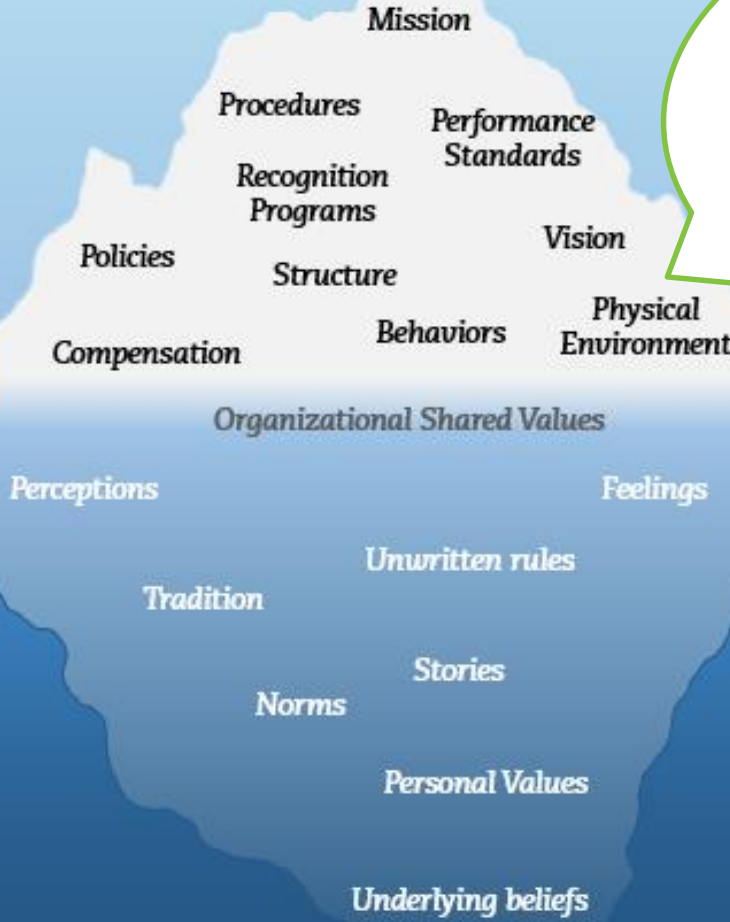 Mission
Procedures
Performance
Standards
Recognition
Programs
Vision
Policies
Structure
Physical
Environment
Behaviors
Compensation
Organizational Shared Values
Perceptions
Feelings
Unwritten rules
Tradition
Stories
Norms
Personal Values
Underlying beliefs